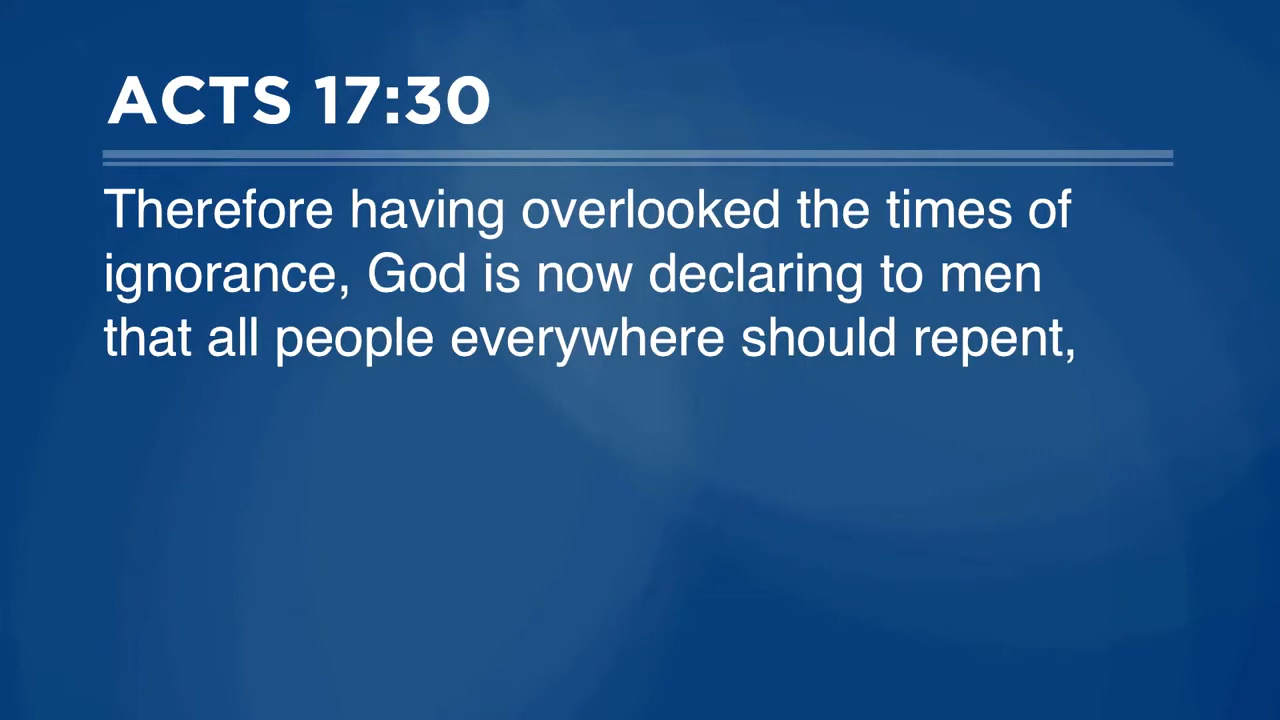 ACTS 17:30
Therefore having overlooked the times of
ignorance, God is now declaring to men
that all people everywhere should repent,